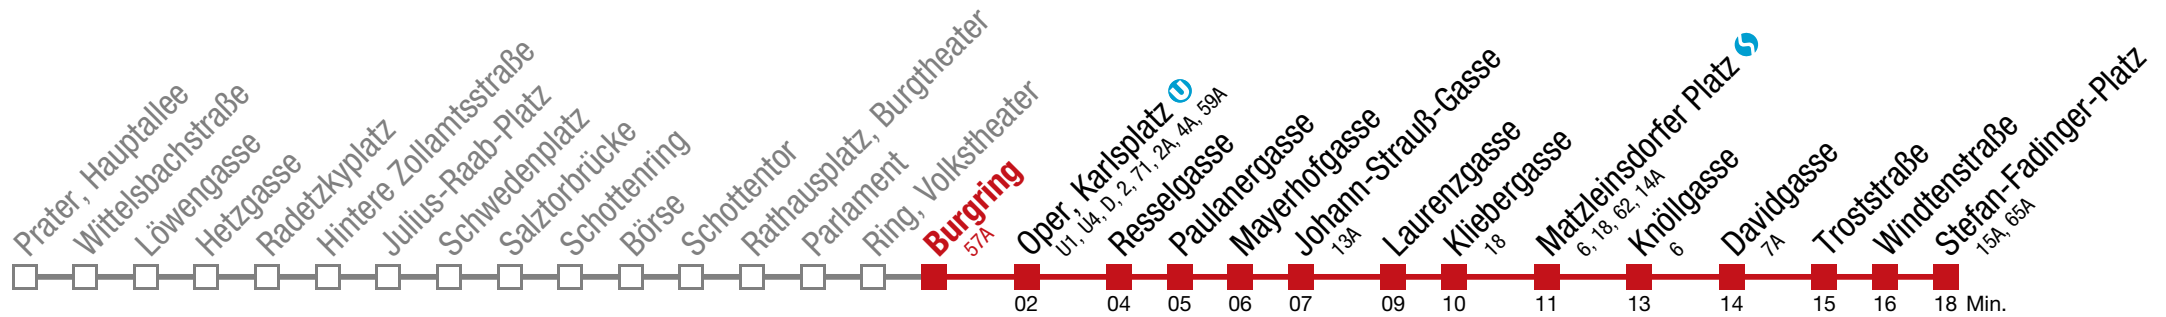 Prater, Hauptallee
Wittelsbachstraße
Löwengasse
Hetzgasse
Radetzkyplatz
Hintere Zollamtsstraße
Julius-Raab-Platz
Schwedenplatz
Salztorbrücke
Schottenring
Börse
Schottentor
Rathausplatz, Burgtheater
Parlament
Ring, Volkstheater
Burgring
57A
Oper, Karlsplatz U
U1, U4, D, 2, 71, 2A, 4A, 59A
Resselgasse
Paulanergasse
Mayerhofgasse
Johann-Strauß-Gasse
13A
Laurenzgasse
Kliebergasse
18
Matzleinsdorfer Platz S
6, 18, 62, 14A
Knöllgasse
6
Davidgasse
7A
Troststraße
Windtenstraße
Stefan-Fadinger-Platz
15A, 65A
02 04 05 06 07 09 10 11 13 14 15 16 18 Min.